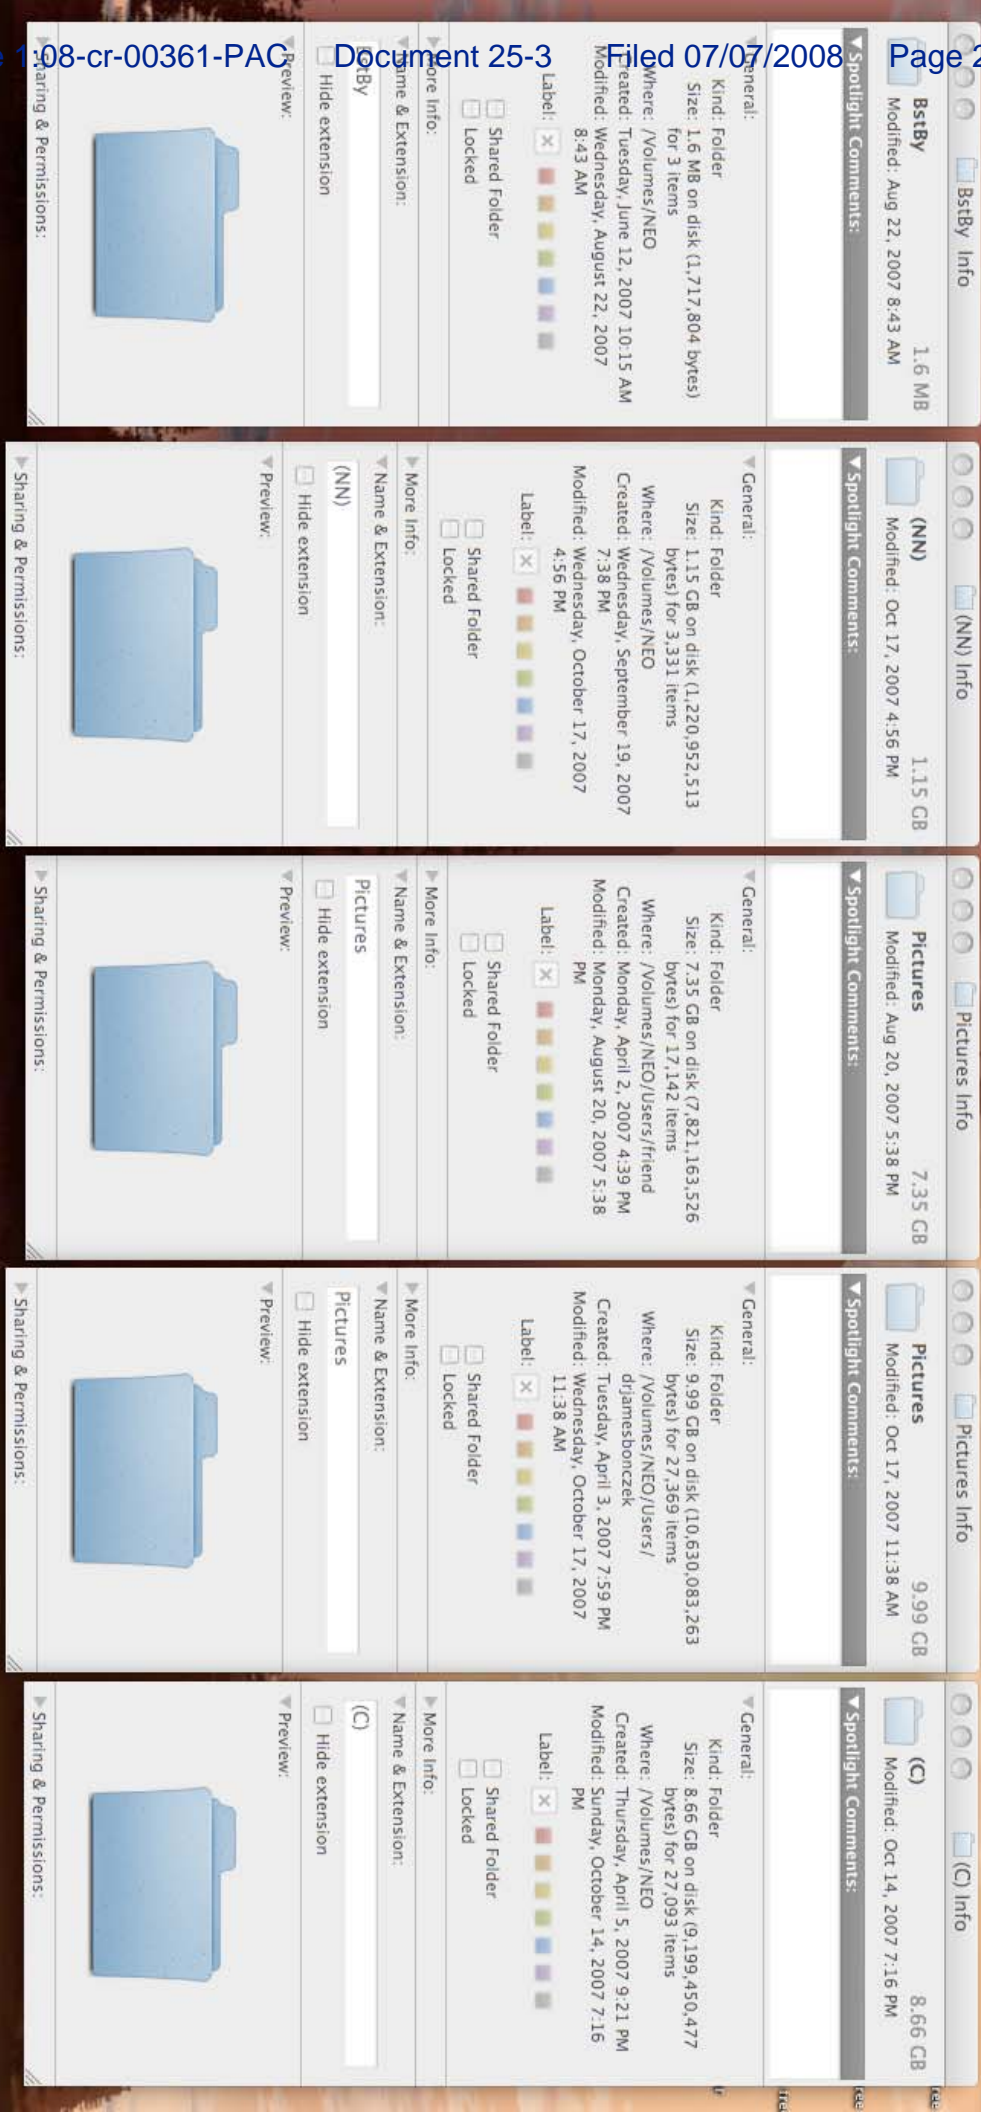 1:08-cr-00361-PAC Document 25-3 Filed 07/07/2008 Page 2
BstBy Info
BstBy 1.6 MB
Modified: Aug 22, 2007 8:43 AM
Spotlight Comments:
General:
Kind: Folder
Size: 1.6 MB on disk (1,717,804 bytes)
for 3 items
Where: /Volumes/NEO
Created: Tuesday, June 12, 2007 10:15 AM
Modified: Wednesday, August 22, 2007
8:43 AM
Label:
Shared Folder
Locked
More Info:
Name & Extension:
BstBy
Hide extension
Preview:
Sharing & Permissions:
(NN) Info
(NN) 1.15 GB
Modified: Oct 17, 2007 4:56 PM
Spotlight Comments:
General:
Kind: Folder
Size: 1.15 GB on disk (1,220,952,513
bytes) for 3,331 items
Where: /Volumes/NEO
Created: Wednesday, September 19, 2007
7:38 PM
Modified: Wednesday, October 17, 2007
4:56 PM
Label:
Shared Folder
Locked
More Info:
Name & Extension:
(NN)
Hide extension
Preview:
Sharing & Permissions:
Pictures Info
Pictures 7.35 GB
Modified: Aug 20, 2007 5:38 PM
Spotlight Comments:
General:
Kind: Folder
Size: 7.35 GB on disk (7,821,163,526
bytes) for 17,142 items
Where: /Volumes/NEO/Users/friend
Created: Monday, April 2, 2007 4:39 PM
Modified: Monday, August 20, 2007 5:38
PM
Label:
Shared Folder
Locked
More Info:
Name & Extension:
Pictures
Hide extension
Preview:
Sharing & Permissions:
Pictures Info
Pictures 9.99 GB
Modified: Oct 17, 2007 11:38 AM
Spotlight Comments:
General:
Kind: Folder
Size: 9.99 GB on disk (10,630,083,263
bytes) for 27,369 items
Where: /Volumes/NEO/Users/
drjamesbonczek
Created: Tuesday, April 3, 2007 7:59 PM
Modified: Wednesday, October 17, 2007
11:38 AM
Label:
Shared Folder
Locked
More Info:
Name & Extension:
Pictures
Hide extension
Preview:
Sharing & Permissions:
(C) Info
(C) 8.66 GB
Modified: Oct 14, 2007 7:16 PM
Spotlight Comments:
General:
Kind: Folder
Size: 8.66 GB on disk (9,199,450,477
bytes) for 27,093 items
Where: /Volumes/NEO
Created: Thursday, April 5, 2007 9:21 PM
Modified: Sunday, October 14, 2007 7:16
PM
Label:
Shared Folder
Locked
More Info:
Name & Extension:
(C)
Hide extension
Preview:
Sharing & Permissions: